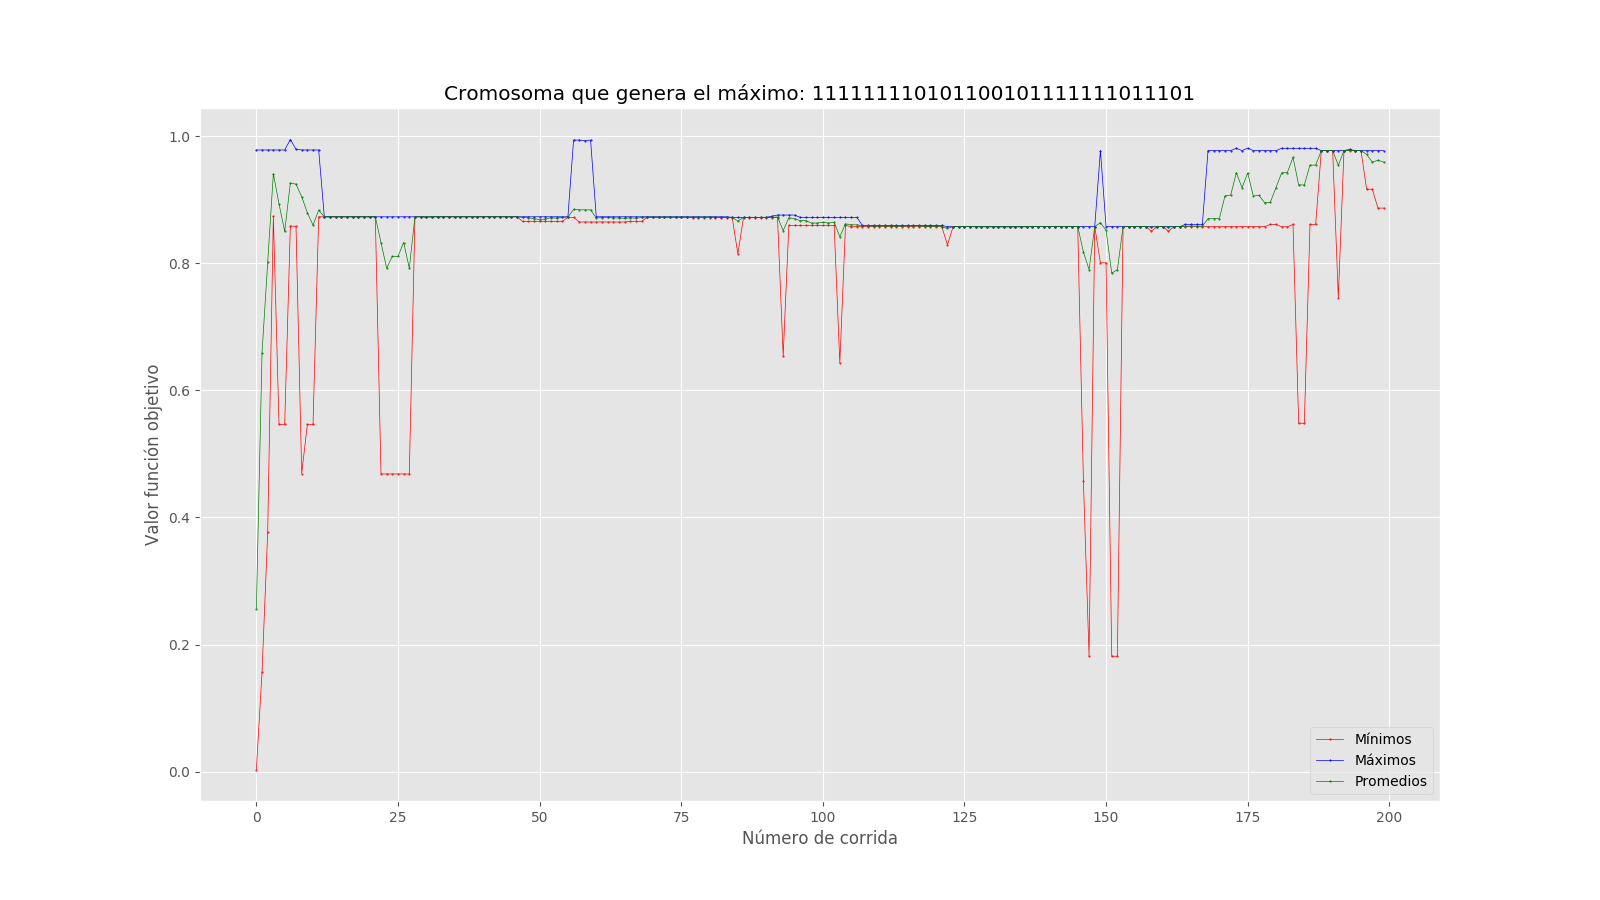 Cromosoma que genera el máximo: 111111110101100101111111011101
1.0
0.8
0.6
0.4
0.2
0.0
Valor función objetivo
0 25 50 75 100 125 150 175 200
Número de corrida
Mínimos
Máximos
Promedios